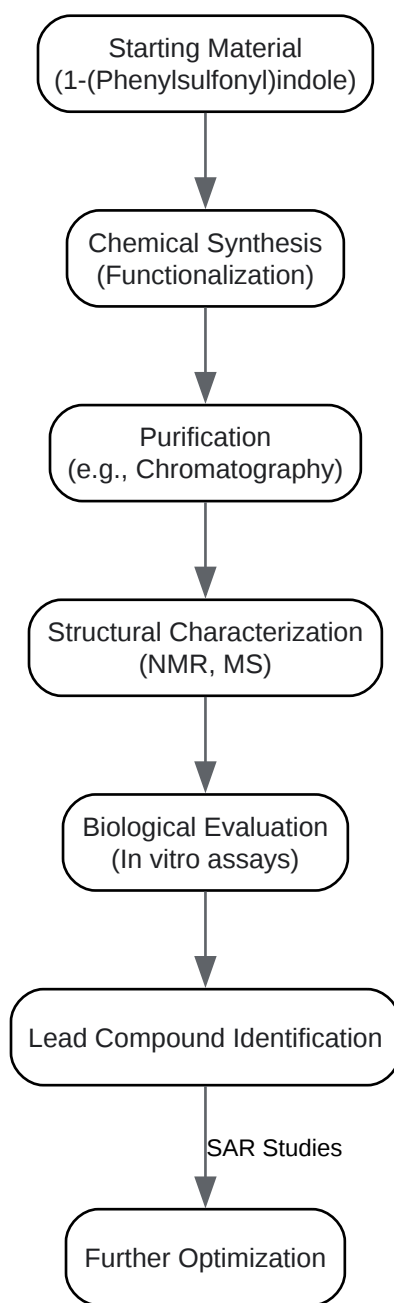 Starting Material
(1-(Phenylsulfonyl)indole)
Chemical Synthesis
(Functionalization)
Purification
(e.g., Chromatography)
Structural Characterization
(NMR, MS)
Biological Evaluation
(In vitro assays)
Lead Compound Identification
SAR Studies
Further Optimization